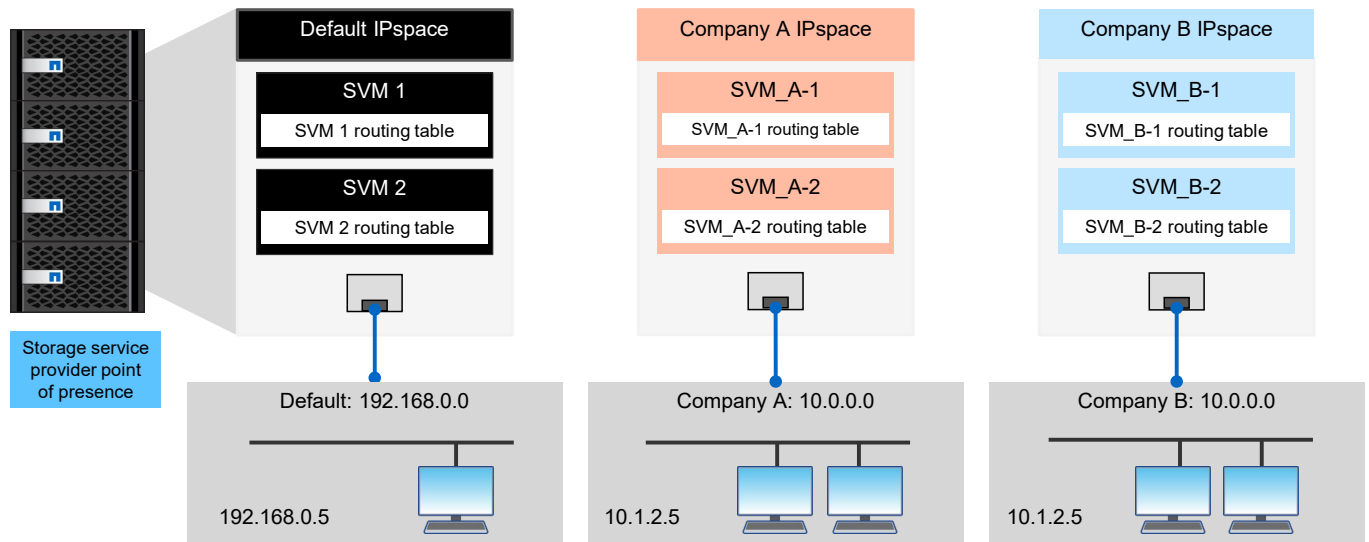 Default IPspace
SVM 1
SVM 1 routing table
SVM 2
SVM 2 routing table
Company A IPspace
SVM_A-1
SVM_A-1 routing table
SVM_A-2
SVM_A-2 routing table
Company B IPspace
SVM_B-1
SVM_B-1 routing table
SVM_B-2
SVM_B-2 routing table
Storage service
provider point
of presence
Default: 192.168.0.0
192.168.0.5
Company A: 10.0.0.0
10.1.2.5
Company B: 10.0.0.0
10.1.2.5